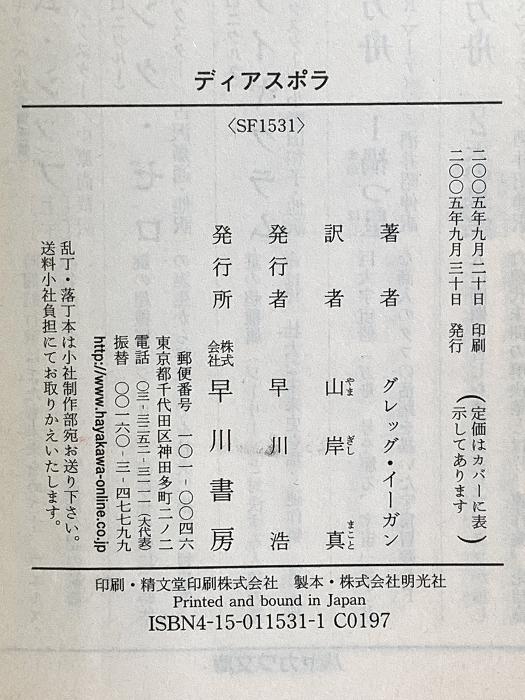 ディアスポラ
〈SF1531〉
二〇〇五年九月二十日 印刷
二〇〇五年九月三十日 発行
（定価はカバーに表
示してあります）
著者 グレッグ・イーガン
訳者 山岸真
やま ぎし まこと
発行者 早川浩
発行所 株式会社 早川書房
郵便番号 一〇一-〇〇四六
東京都千代田区神田多町二ノ二
電話 〇三-三二五二-三一一一（大代表）
振替 〇〇一六〇-三-四七七九九
http://www.hayakawa-online.co.jp
乱丁・落丁本は小社制作部宛お送り下さい。
送料小社負担にてお取りかえいたします。
印刷・精文堂印刷株式会社 製本・株式会社明光社
Printed and bound in Japan
ISBN4-15-011531-1 C0197